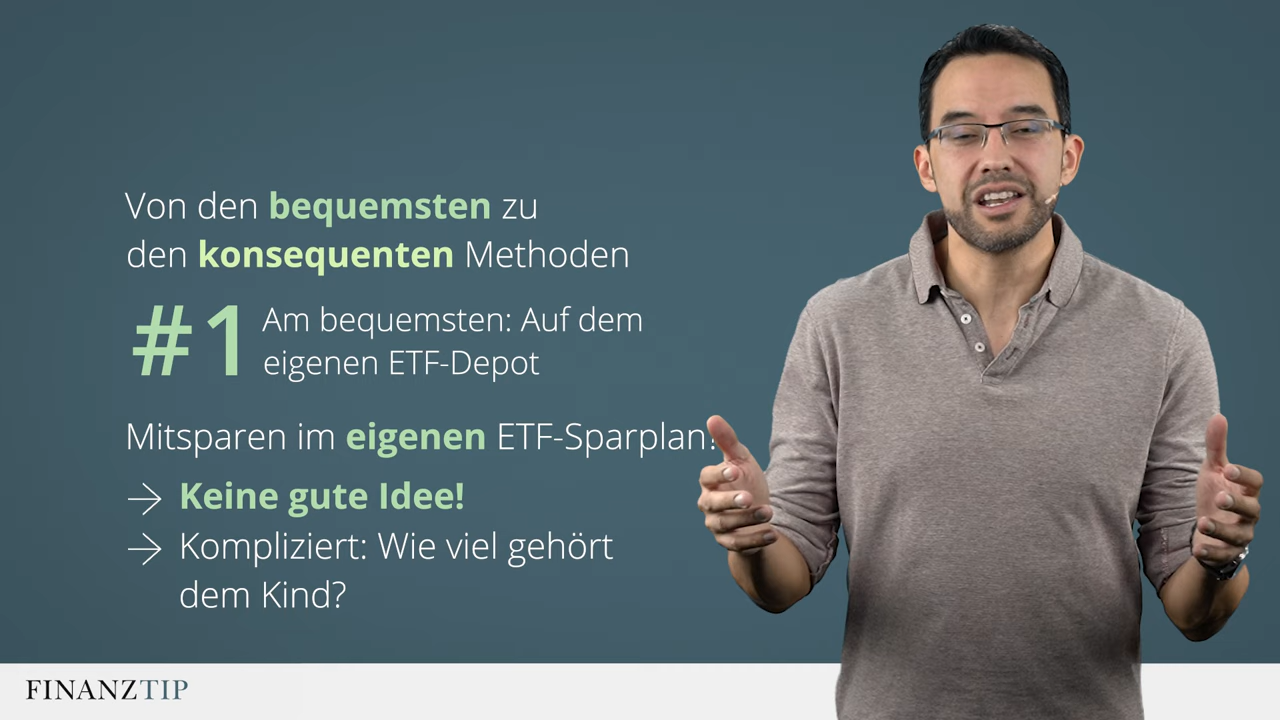 Von den bequemsten zu
den konsequenten Methoden
#1 Am bequemsten: Auf dem
eigenen ETF-Depot
Mitsparen im eigenen ETF-Sparplan?
→ Keine gute Idee!
→ Kompliziert: Wie viel gehört
dem Kind?
FINANZTIP